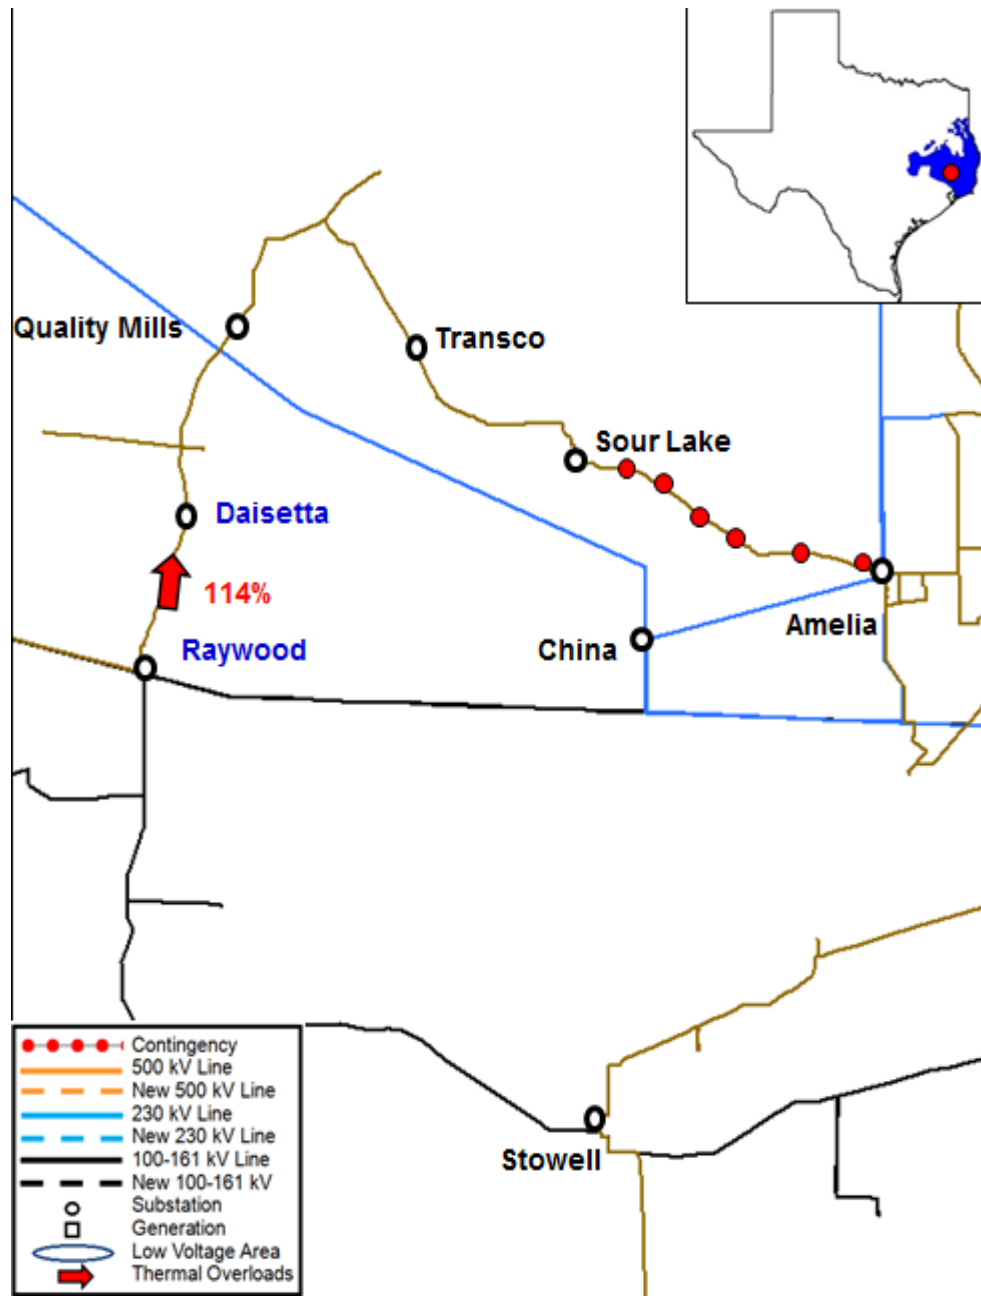 Quality Mills
Transco
Sour Lake
Daisetta
114%
Raywood
China
Amelia
Stowell
Contingency
500 kV Line
New 500 kV Line
230 kV Line
New 230 kV Line
100-161 kV Line
New 100-161 kV
Substation
Generation
Low Voltage Area
Thermal Overloads